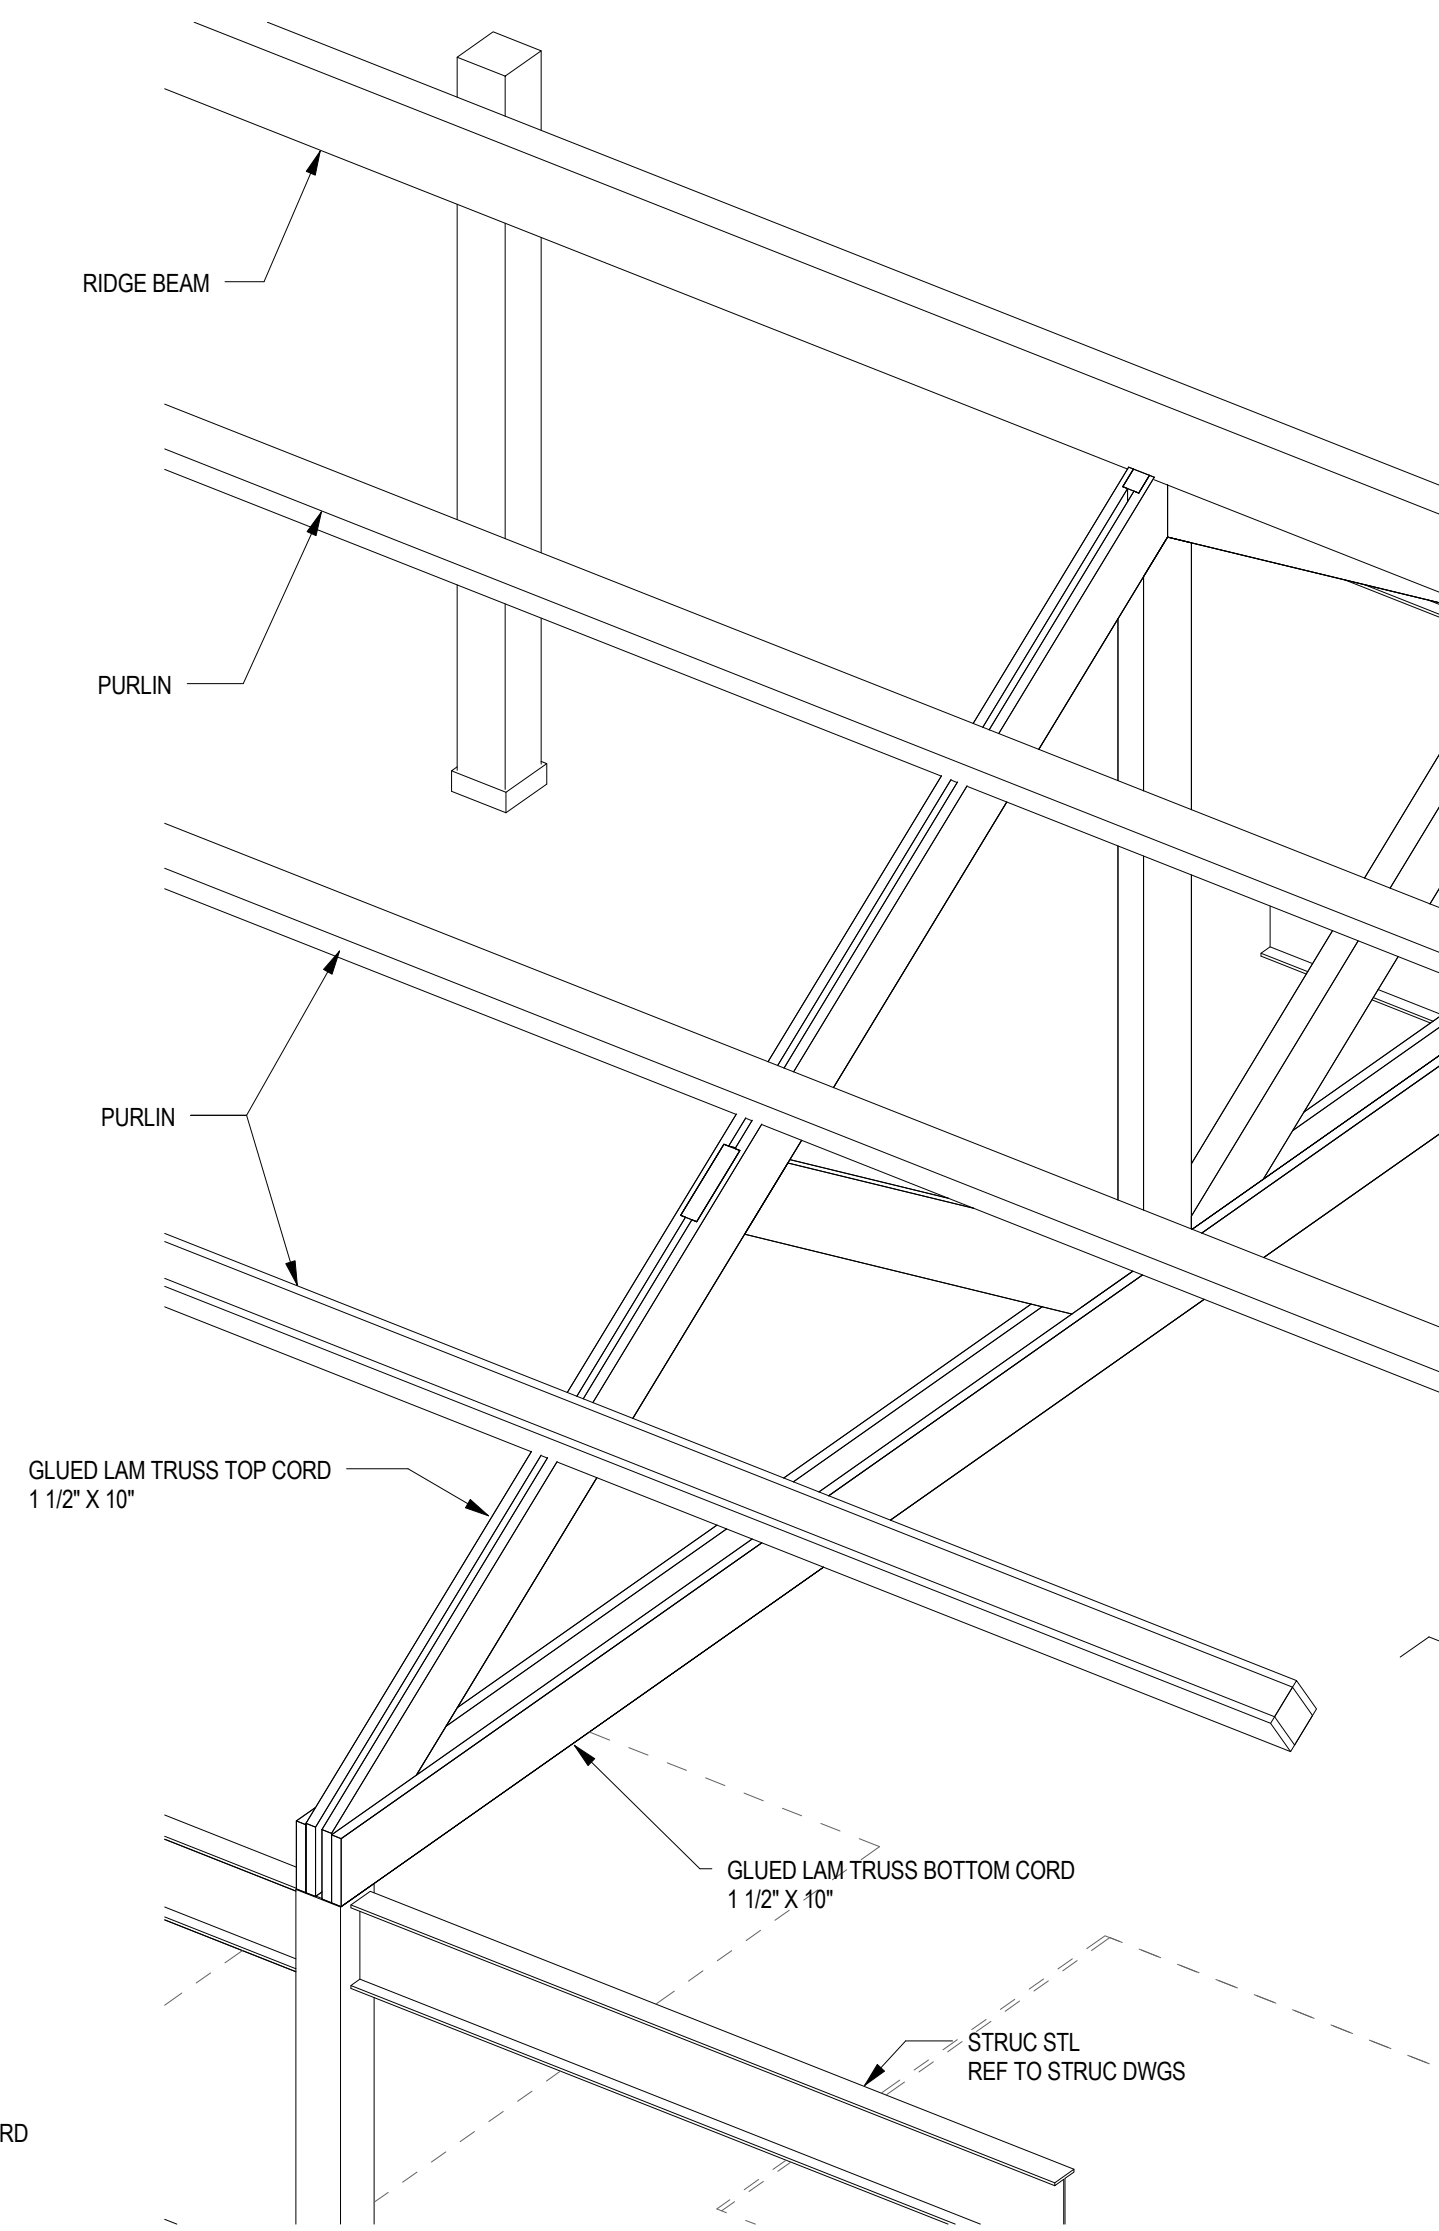 RIDGE BEAM
PURLIN
PURLIN
GLUED LAM TRUSS TOP CORD
1 1/2" X 10"
GLUED LAM TRUSS BOTTOM CORD
1 1/2" X 10"
STRUC STL
REF TO STRUC DWGS
RD